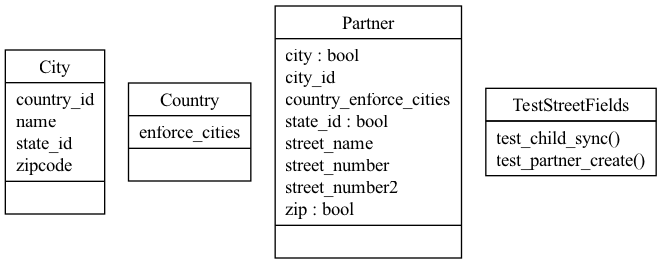 City
country_id
name
state_id
zipcode
Country
enforce_cities
Partner
city : bool
city_id
country_enforce_cities
state_id : bool
street_name
street_number
street_number2
zip : bool
TestStreetFields
test_child_sync()
test_partner_create()